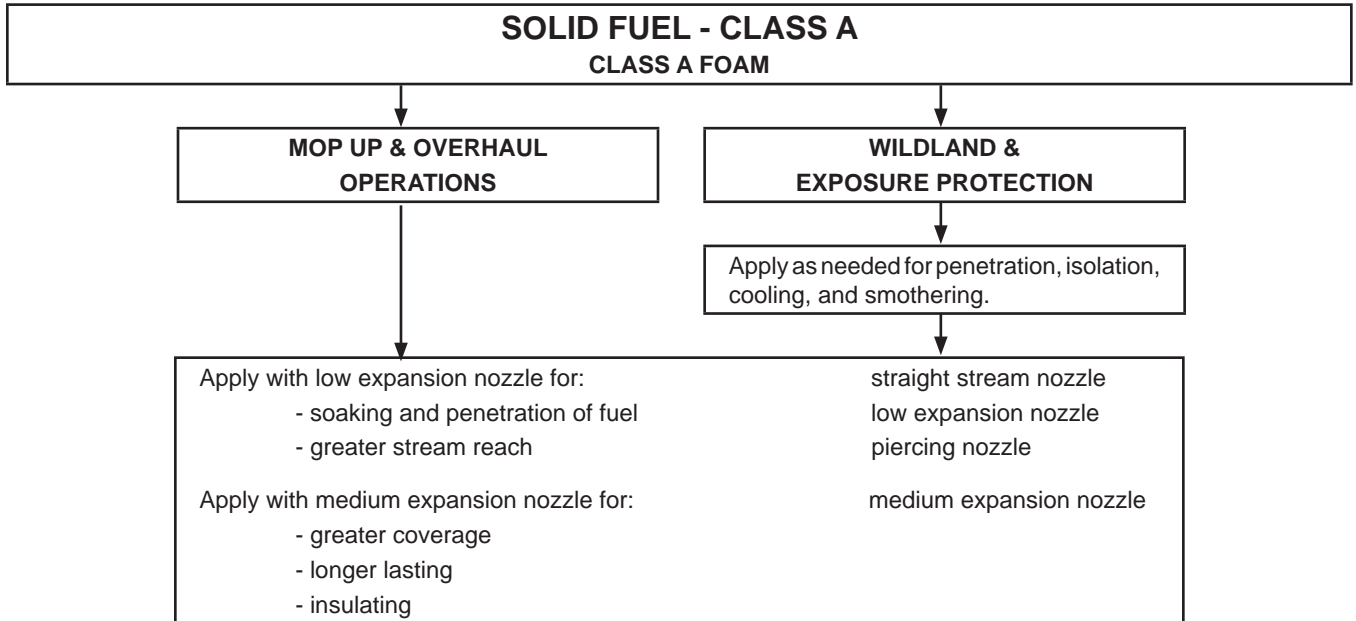 SOLID FUEL - CLASS A
CLASS A FOAM
MOP UP & OVERHAUL
OPERATIONS
WILDLAND &
EXPOSURE PROTECTION
Apply as needed for penetration, isolation,
cooling, and smothering.
Apply with low expansion nozzle for:
- soaking and penetration of fuel
- greater stream reach
straight stream nozzle
low expansion nozzle
piercing nozzle
Apply with medium expansion nozzle for:
- greater coverage
- longer lasting
- insulating
medium expansion nozzle